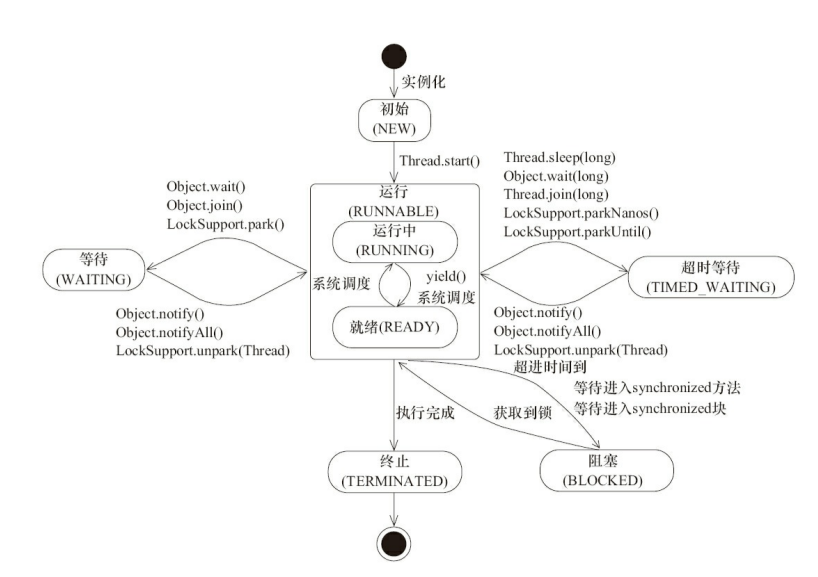 实例化
初始
(NEW)
Thread.start()
Thread.sleep(long)
Object.wait(long)
Thread.join(long)
LockSupport.parkNanos()
LockSupport.parkUntil()
Object.wait()
Object.join()
LockSupport.park()
运行
(RUNNABLE)
运行中
(RUNNING)
等待
(WAITING)
系统调度
yield()
系统调度
超时等待
(TIMED_WAITING)
就绪(READY)
Object.notify()
Object.notifyAll()
LockSupport.unpark(Thread)
Object.notify()
Object.notifyAll()
LockSupport.unpark(Thread)
超进时间到
等待进入synchronized方法
等待进入synchronized块
执行完成
获取到锁
终止
(TERMINATED)
阻塞
(BLOCKED)